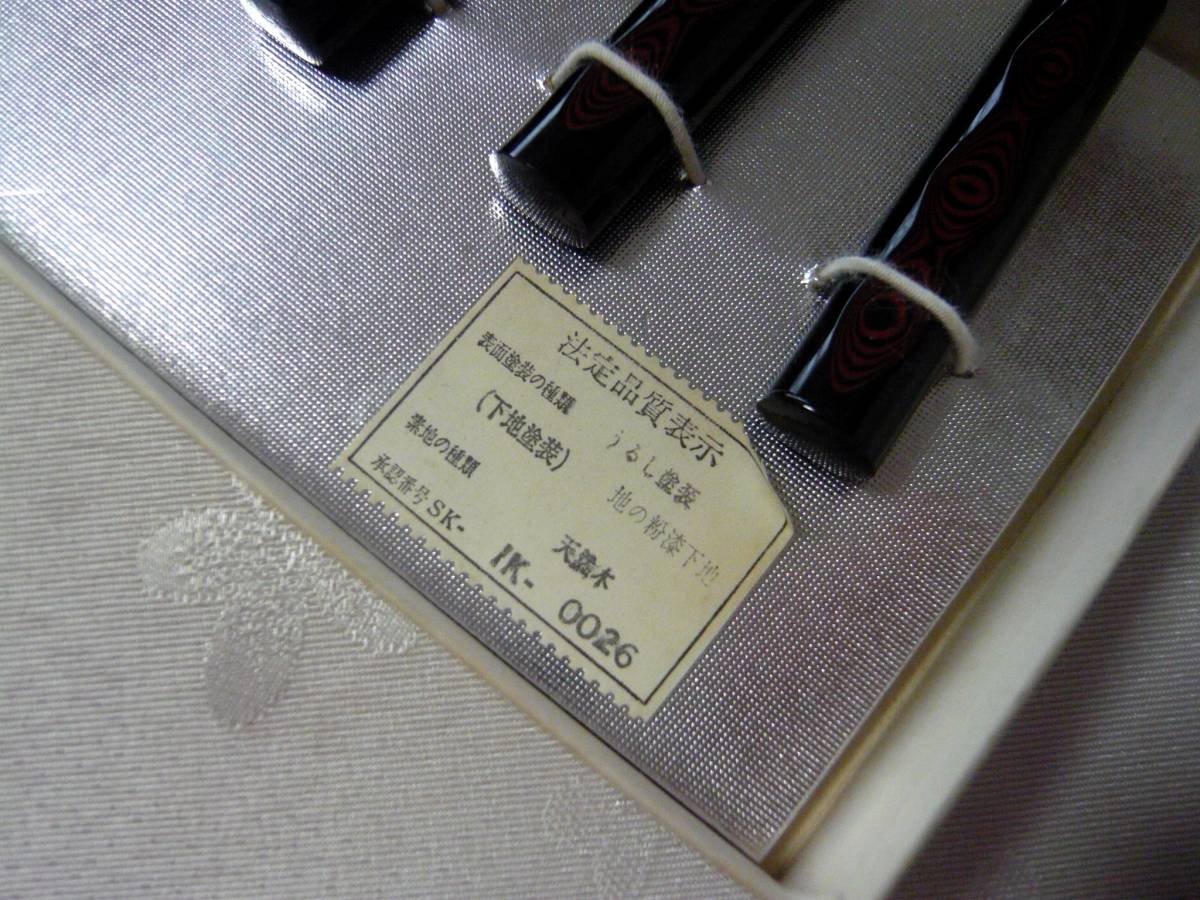 法定品質表示
表面塗装の種類 うるし塗装
(下地塗装) 地の粉漆下地
素地の種類 天然木
承認番号 SK- IK- 0026